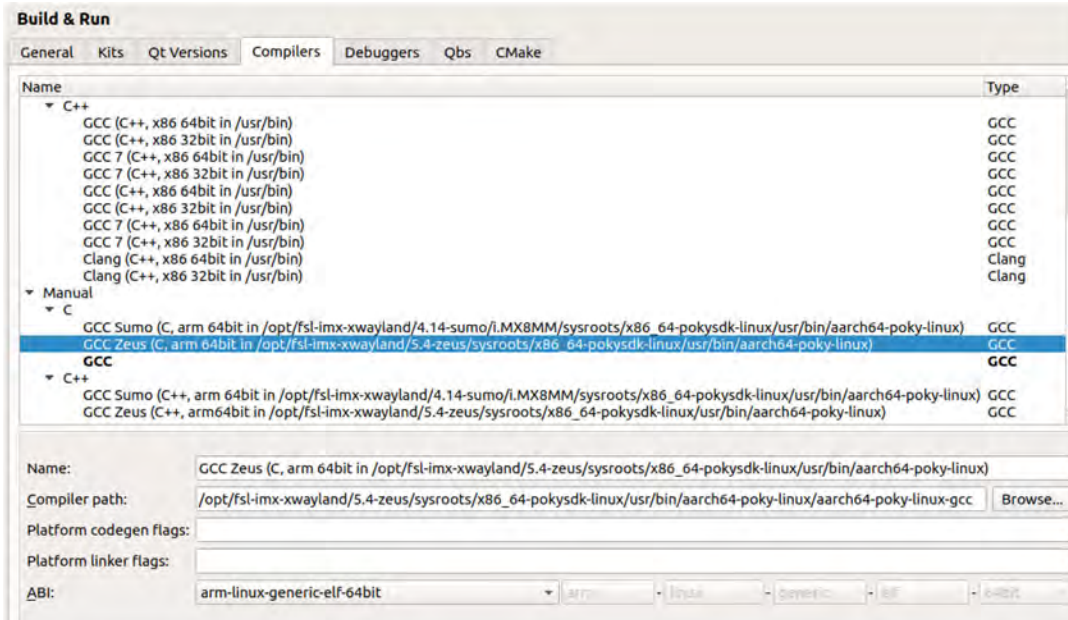 Build & Run
General Kits Qt Versions Compilers Debuggers Qbs CMake
Name Type
C++
GCC (C++, x86 64bit in /usr/bin) GCC
GCC (C++, x86 32bit in /usr/bin) GCC
GCC 7 (C++, x86 64bit in /usr/bin) GCC
GCC 7 (C++, x86 32bit in /usr/bin) GCC
GCC (C++, x86 64bit in /usr/bin) GCC
GCC (C++, x86 32bit in /usr/bin) GCC
GCC 7 (C++, x86 64bit in /usr/bin) GCC
GCC 7 (C++, x86 32bit in /usr/bin) GCC
Clang (C++, x86 64bit in /usr/bin) Clang
Clang (C++, x86 32bit in /usr/bin) Clang
Manual
C
GCC Sumo (C, arm 64bit in /opt/fsl-imx-xwayland/4.14-sumo/i.MX8MM/sysroots/x86_64-pokysdk-linux/usr/bin/aarch64-poky-linux) GCC
GCC Zeus (C, arm 64bit in /opt/fsl-imx-xwayland/5.4-zeus/sysroots/x86_64-pokysdk-linux/usr/bin/aarch64-poky-linux) GCC
GCC GCC
C++
GCC Sumo (C++, arm 64bit in /opt/fsl-imx-xwayland/4.14-sumo/i.MX8MM/sysroots/x86_64-pokysdk-linux/usr/bin/aarch64-poky-linux) GCC
GCC Zeus (C++, arm64bit in /opt/fsl-imx-xwayland/5.4-zeus/sysroots/x86_64-pokysdk-linux/usr/bin/aarch64-poky-linux) GCC
Name: GCC Zeus (C, arm 64bit in /opt/fsl-imx-xwayland/5.4-zeus/sysroots/x86_64-pokysdk-linux/usr/bin/aarch64-poky-linux)
Compiler path: /opt/fsl-imx-xwayland/5.4-zeus/sysroots/x86_64-pokysdk-linux/usr/bin/aarch64-poky-linux/aarch64-poky-linux-gcc Browse...
Platform codegen flags:
Platform linker flags:
ABI: arm-linux-generic-elf-64bit arm - linux - generic - elf - 64bit